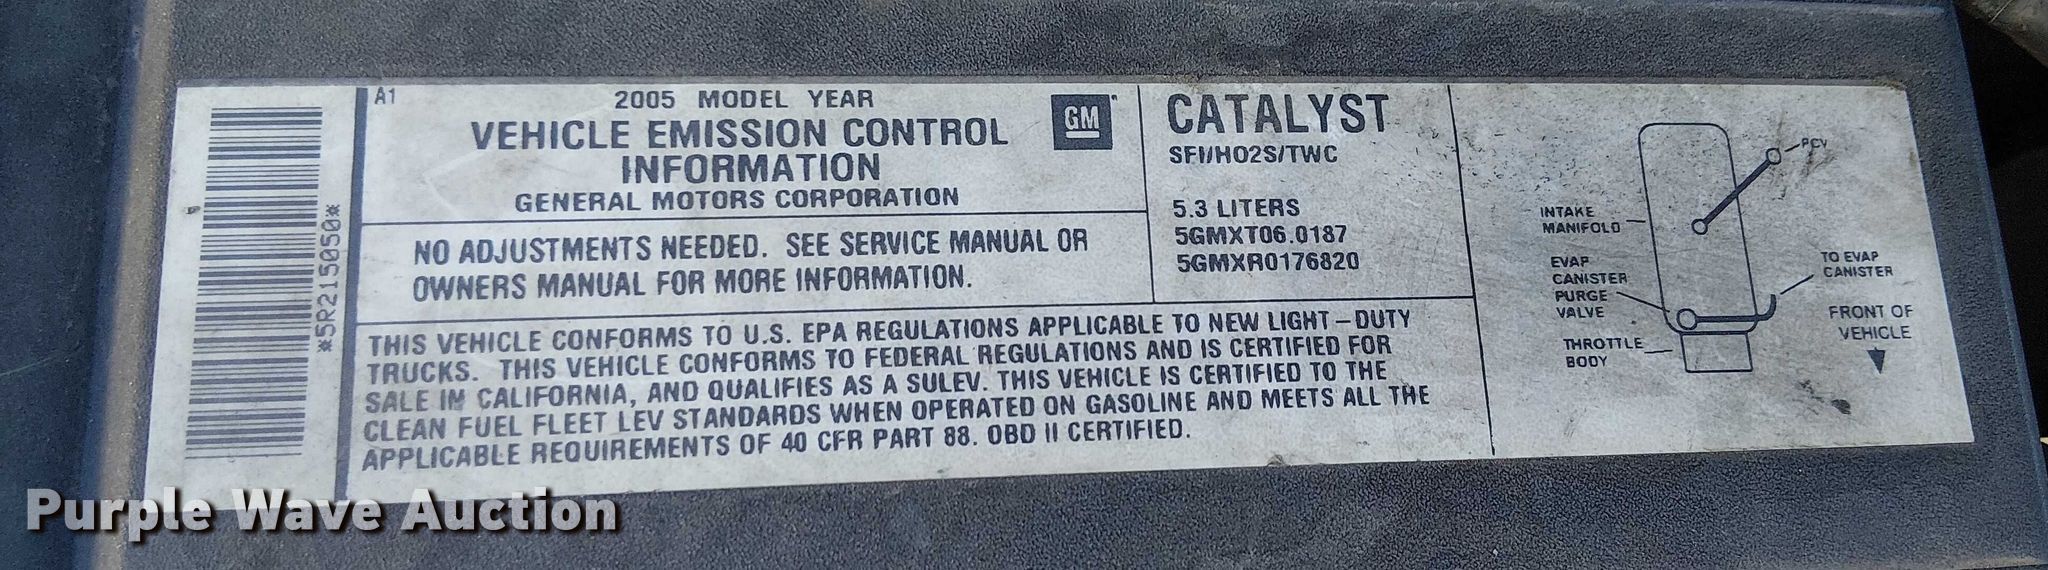 *5R215050*
A1
2005 MODEL YEAR
VEHICLE EMISSION CONTROL
INFORMATION
GENERAL MOTORS CORPORATION
GM
NO ADJUSTMENTS NEEDED. SEE SERVICE MANUAL OR
OWNERS MANUAL FOR MORE INFORMATION.
CATALYST
SFI/HO2S/TWC
5.3 LITERS
5GMXT06.0187
5GMXR0176820
THIS VEHICLE CONFORMS TO U.S. EPA REGULATIONS APPLICABLE TO NEW LIGHT-DUTY
TRUCKS. THIS VEHICLE CONFORMS TO FEDERAL REGULATIONS AND IS CERTIFIED FOR
SALE IN CALIFORNIA, AND QUALIFIES AS A SULEV. THIS VEHICLE IS CERTIFIED TO THE
CLEAN FUEL FLEET LEV STANDARDS WHEN OPERATED ON GASOLINE AND MEETS ALL THE
APPLICABLE REQUIREMENTS OF 40 CFR PART 88. OBD II CERTIFIED.
PCV
INTAKE
MANIFOLD
EVAP
CANISTER
PURGE
VALVE
THROTTLE
BODY
TO EVAP
CANISTER
FRONT OF
VEHICLE
Purple Wave Auction